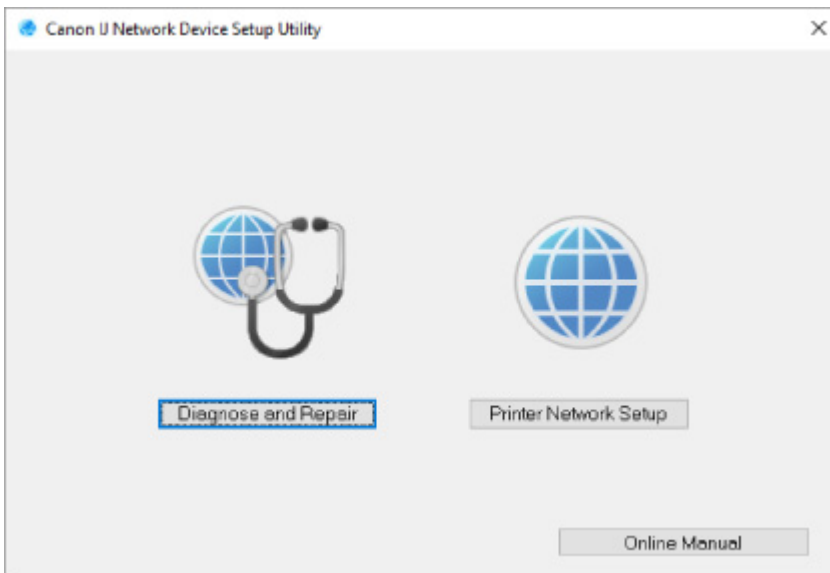 Canon IJ Network Device Setup Utility
Diagnose and Repair
Printer Network Setup
Online Manual